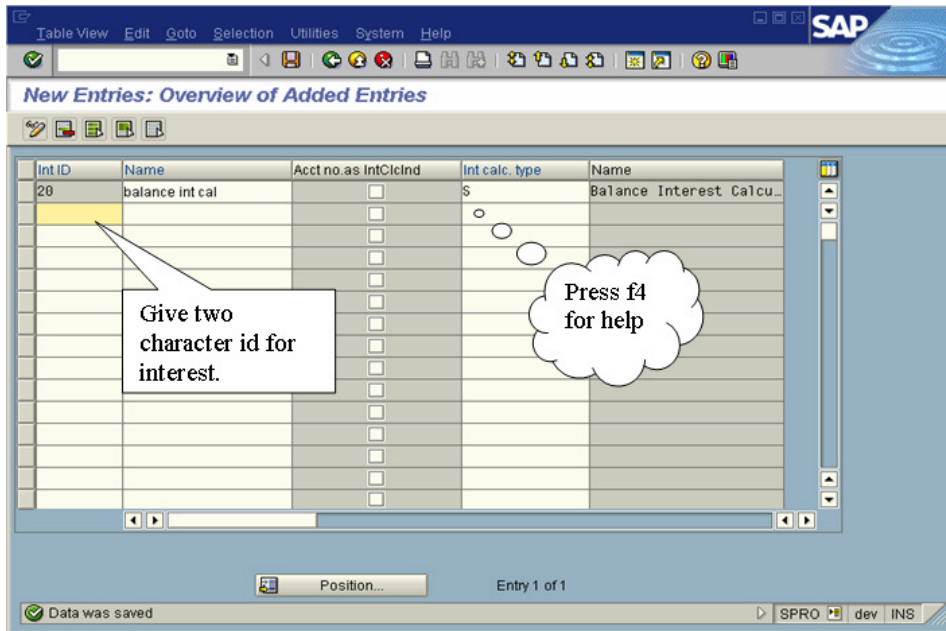 Table View Edit Goto Selection Utilities System Help
SAP
New Entries: Overview of Added Entries
Int ID Name Acct no.as IntClcInd Int calc. type Name
20 balance int cal S Balance Interest Calcu...
Give two
character id for
interest.
Press f4
for help
Position... Entry 1 of 1
Data was saved SPRO dev INS